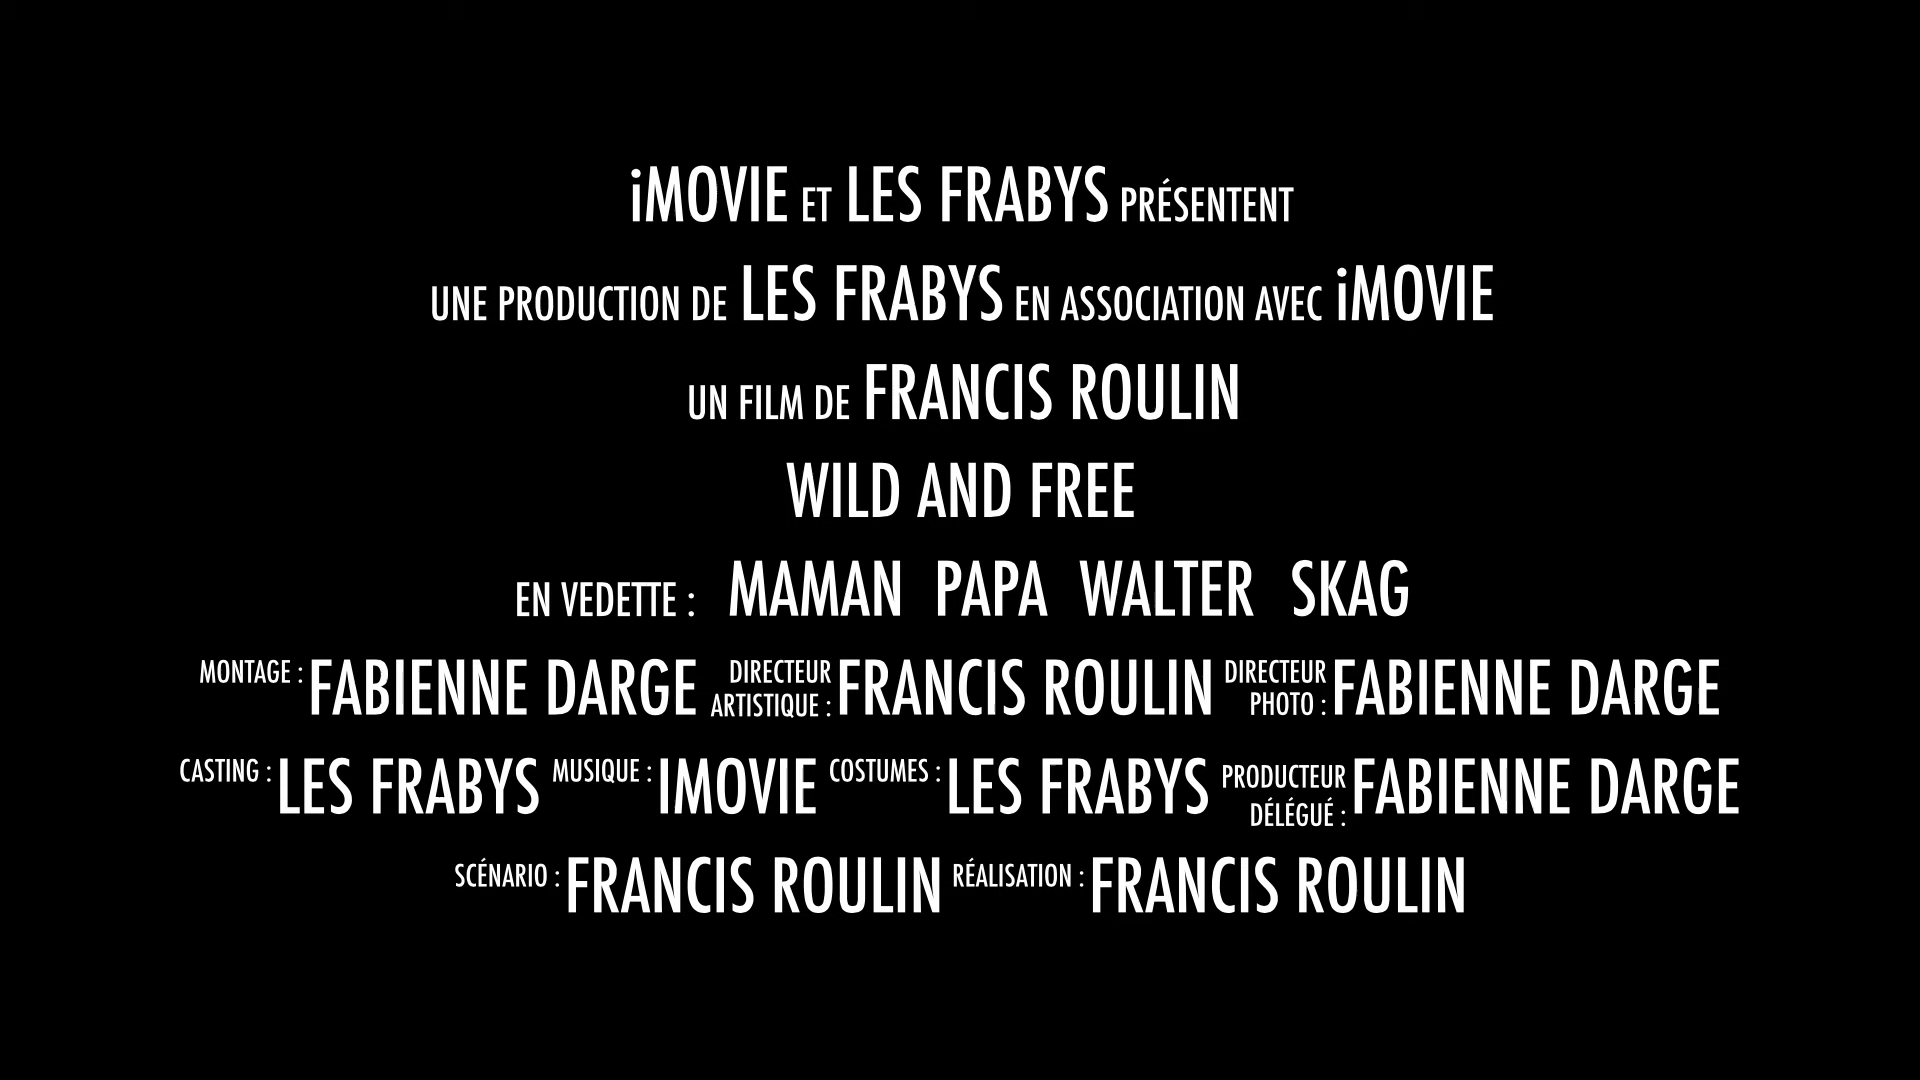 iMOVIE ET LES FRABYS PRÉSENTENT
UNE PRODUCTION DE LES FRABYS EN ASSOCIATION AVEC iMOVIE
UN FILM DE FRANCIS ROULIN
WILD AND FREE
EN VEDETTE : MAMAN PAPA WALTER SKAG
MONTAGE : FABIENNE DARGE DIRECTEUR ARTISTIQUE : FRANCIS ROULIN DIRECTEUR PHOTO : FABIENNE DARGE
CASTING : LES FRABYS MUSIQUE : IMOVIE COSTUMES : LES FRABYS PRODUCTEUR DÉLÉGUÉ : FABIENNE DARGE
SCÉNARIO : FRANCIS ROULIN RÉALISATION : FRANCIS ROULIN